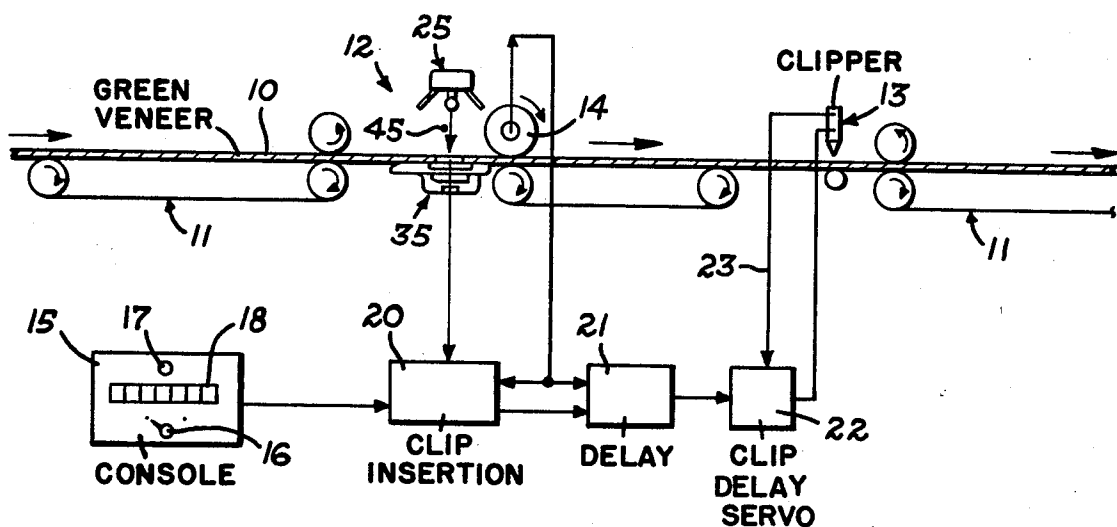 25
12
CLIPPER
GREEN
VENEER
10
45
14
13
11
35
23
11
15
17
18
20
21
16
22
CONSOLE
CLIP
INSERTION
DELAY
CLIP
DELAY
SERVO